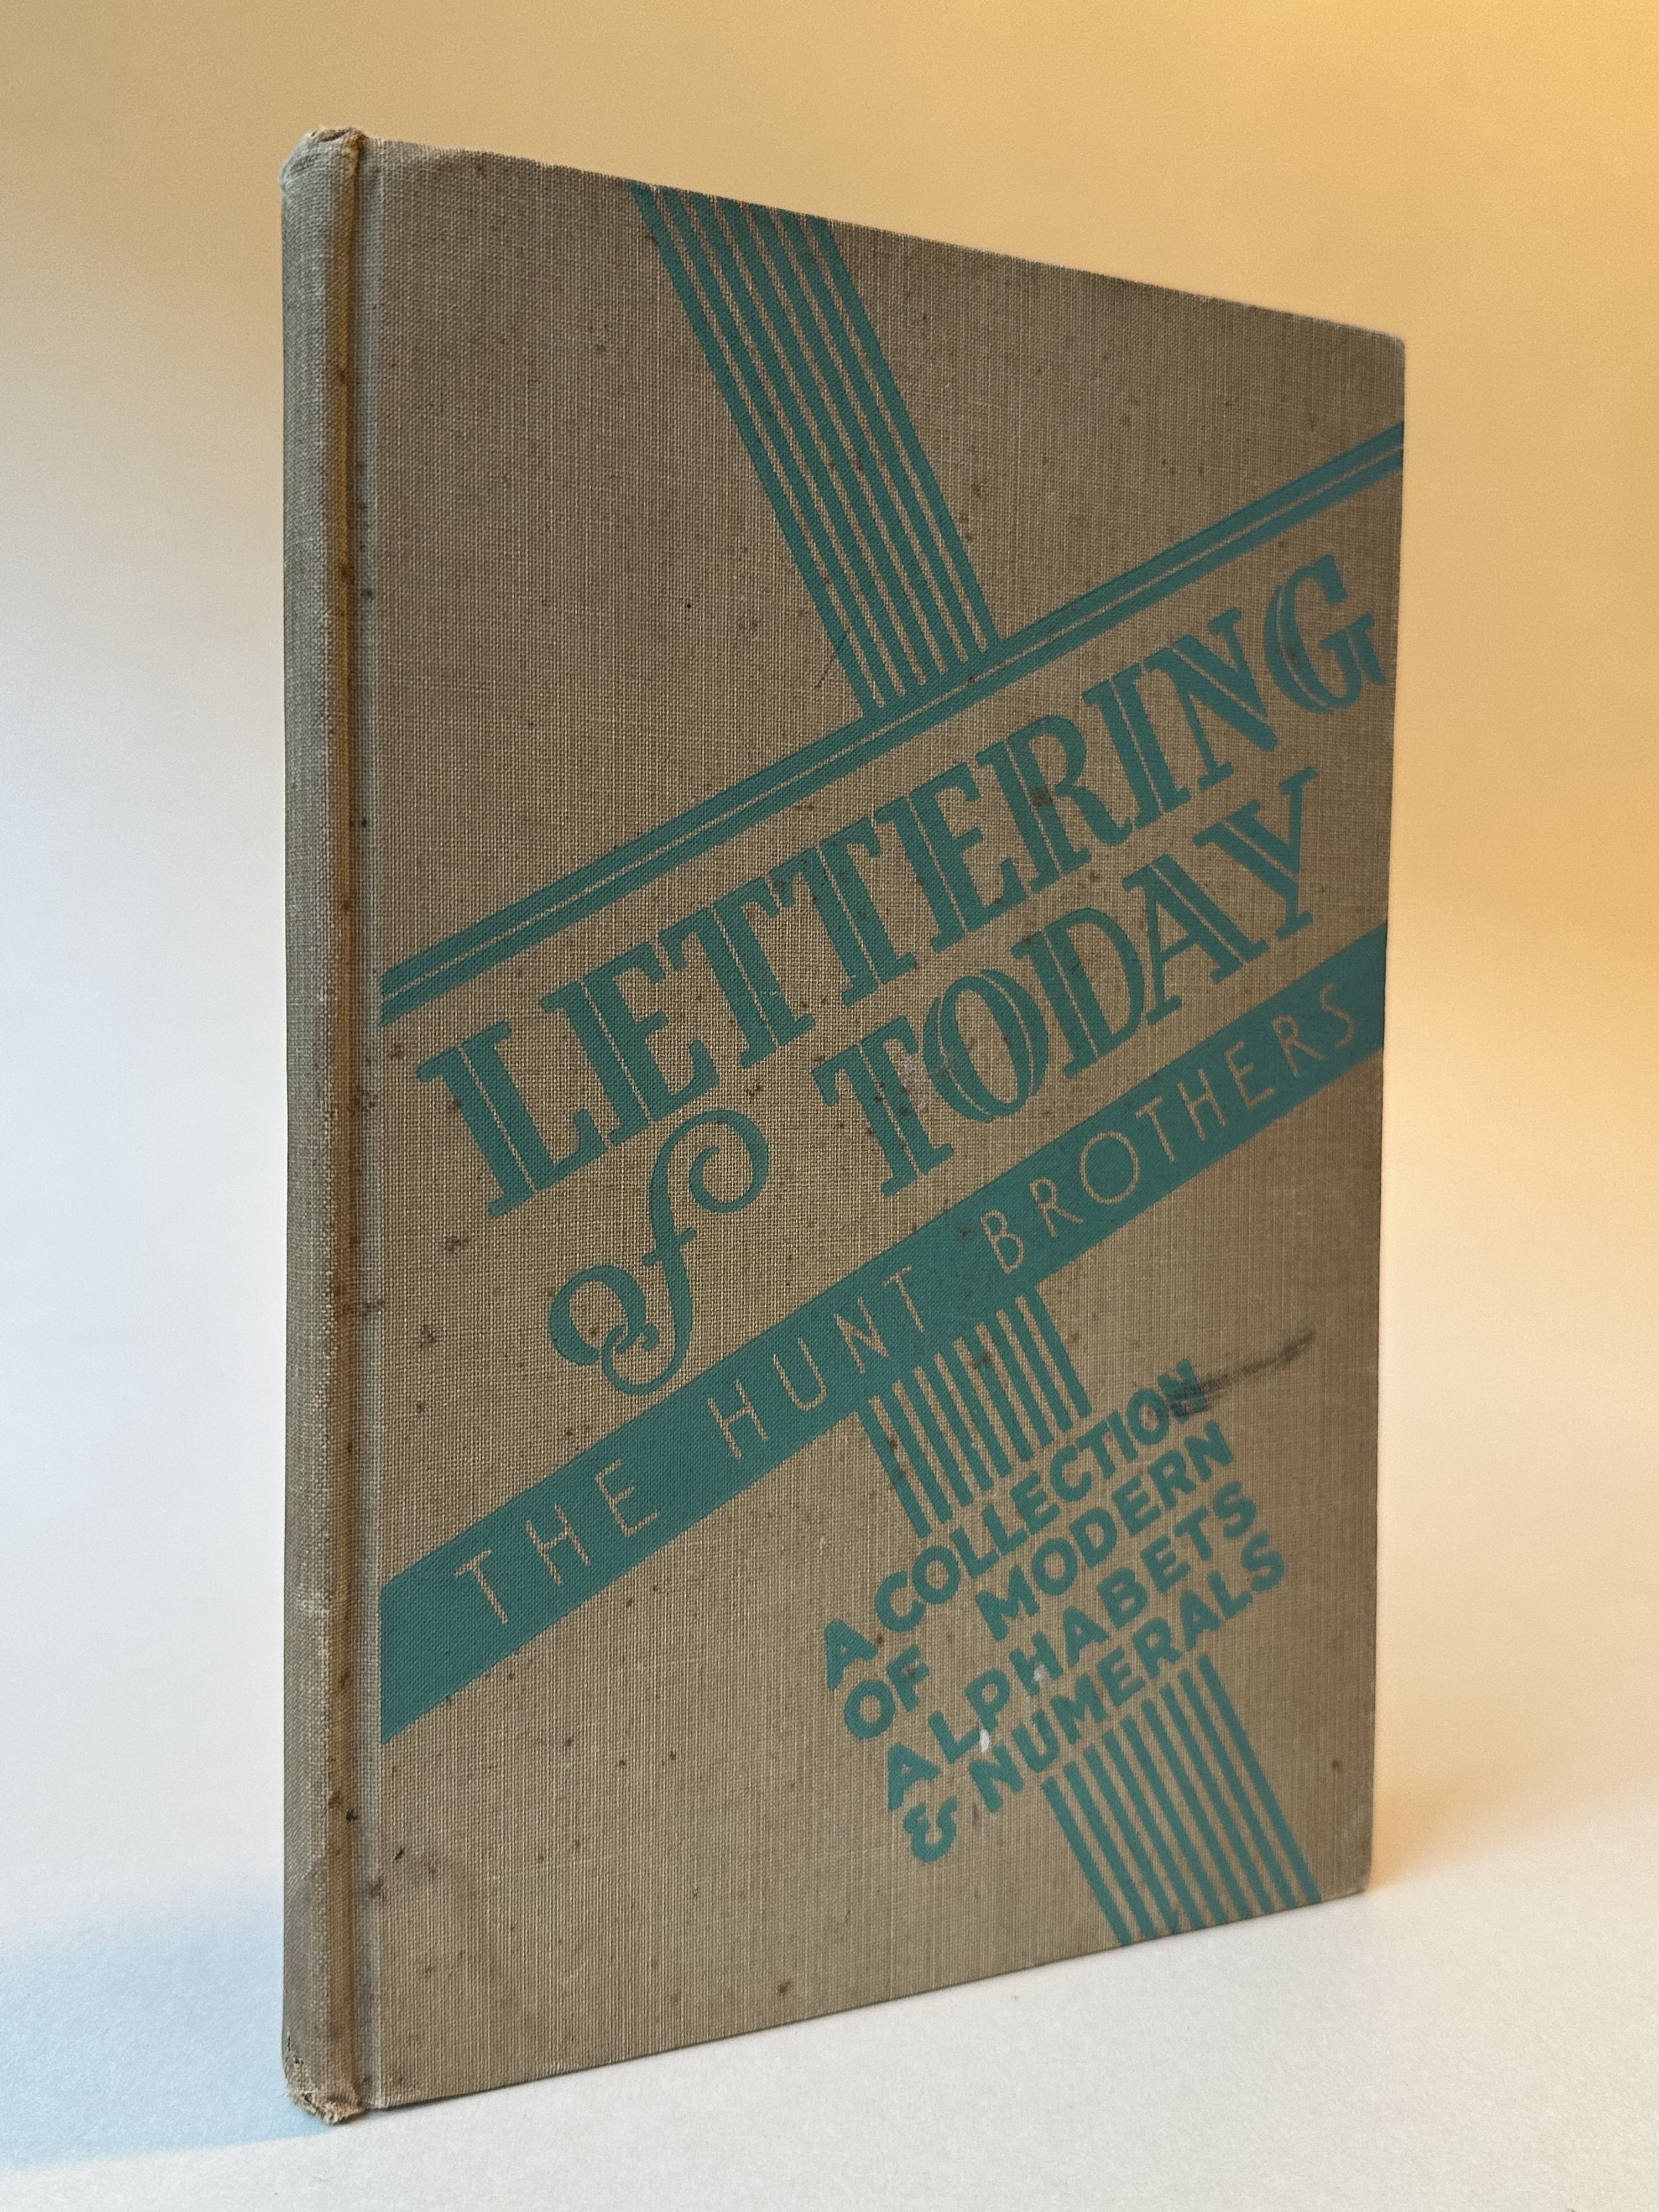 LETTERING
of TODAY
THE HUNT BROTHERS
A COLLECTION
OF MODERN
ALPHABETS
& NUMERALS